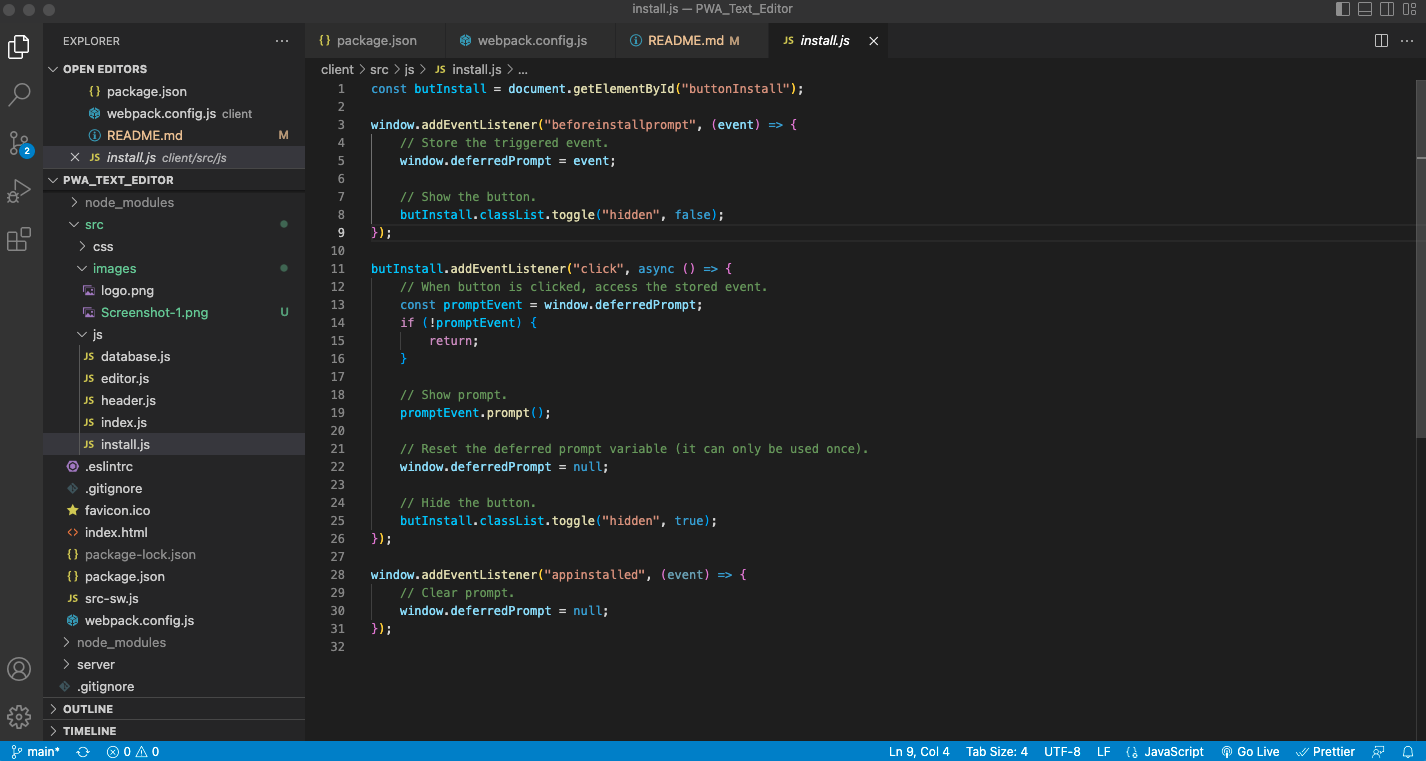 install.js — PWA_Text_Editor
EXPLORER
OPEN EDITORS
package.json
webpack.config.js client
README.md M
install.js client/src/js
PWA_TEXT_EDITOR
node_modules
src
css
images
logo.png
Screenshot-1.png U
js
JS database.js
JS editor.js
JS header.js
JS index.js
JS install.js
.eslintrc
.gitignore
favicon.ico
index.html
package-lock.json
package.json
JS src-sw.js
webpack.config.js
node_modules
server
.gitignore
OUTLINE
TIMELINE
2
package.json
webpack.config.js
README.md M
JS install.js
client > src > js > JS install.js > ...
1 const butInstall = document.getElementById("buttonInstall");
2
3 window.addEventListener("beforeinstallprompt", (event) => {
4 // Store the triggered event.
5 window.deferredPrompt = event;
6
7 // Show the button.
8 butInstall.classList.toggle("hidden", false);
9 });
10
11 butInstall.addEventListener("click", async () => {
12 // When button is clicked, access the stored event.
13 const promptEvent = window.deferredPrompt;
14 if (!promptEvent) {
15 return;
16 }
17
18 // Show prompt.
19 promptEvent.prompt();
20
21 // Reset the deferred prompt variable (it can only be used once).
22 window.deferredPrompt = null;
23
24 // Hide the button.
25 butInstall.classList.toggle("hidden", true);
26 });
27
28 window.addEventListener("appinstalled", (event) => {
29 // Clear prompt.
30 window.deferredPrompt = null;
31 });
32
main* 0 0 Ln 9, Col 4 Tab Size: 4 UTF-8 LF {} JavaScript Go Live Prettier